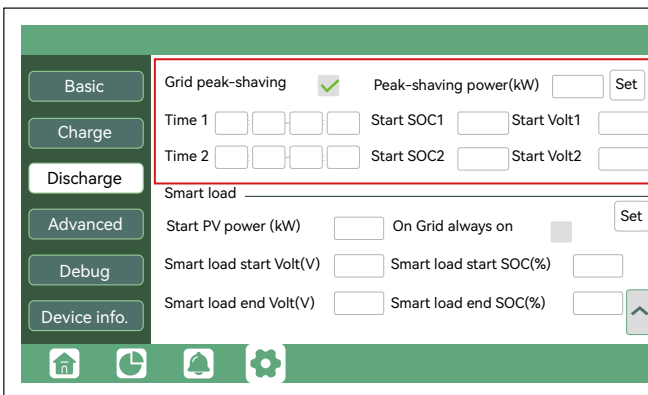 Basic
Charge
Discharge
Advanced
Debug
Device info.
Grid peak-shaving Peak-shaving power(kW) Set
Time 1 Start SOC1 Start Volt1
Time 2 Start SOC2 Start Volt2
Smart load
Start PV power (kW) On Grid always on Set
Smart load start Volt(V) Smart load start SOC(%)
Smart load end Volt(V) Smart load end SOC(%)